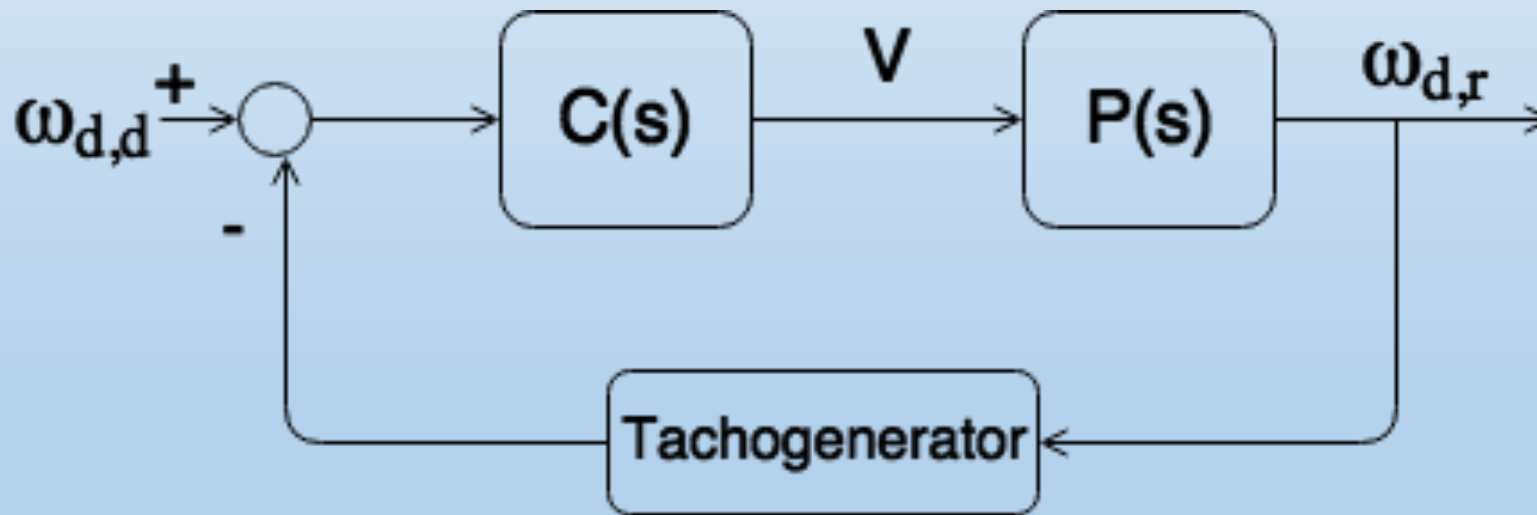 +
ω_{d,d}
C(s)
V
P(s)
ω_{d,r}
-
Tachogenerator